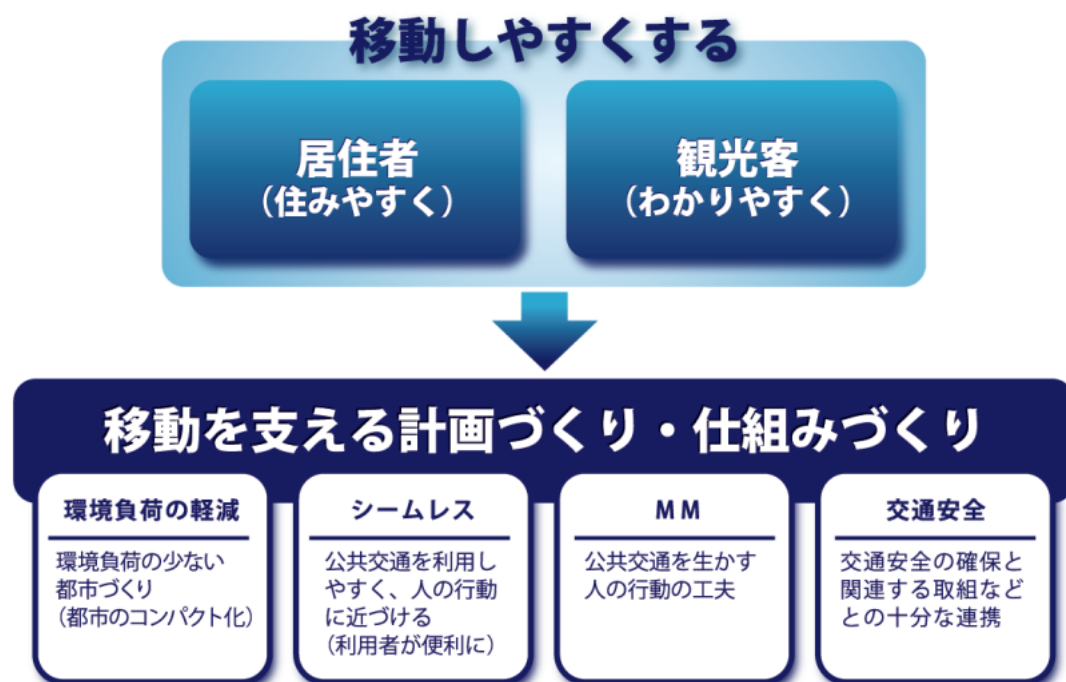 移動しやすくする
居住者
（住みやすく）
観光客
（わかりやすく）
移動を支える計画づくり・仕組みづくり
環境負荷の軽減
環境負荷の少ない
都市づくり
（都市のコンパクト化）
シームレス
公共交通を利用し
やすく、人の行動
に近づける
（利用者が便利に）
ＭＭ
公共交通を生かす
人の行動の工夫
交通安全
交通安全の確保と
関連する取組など
との十分な連携